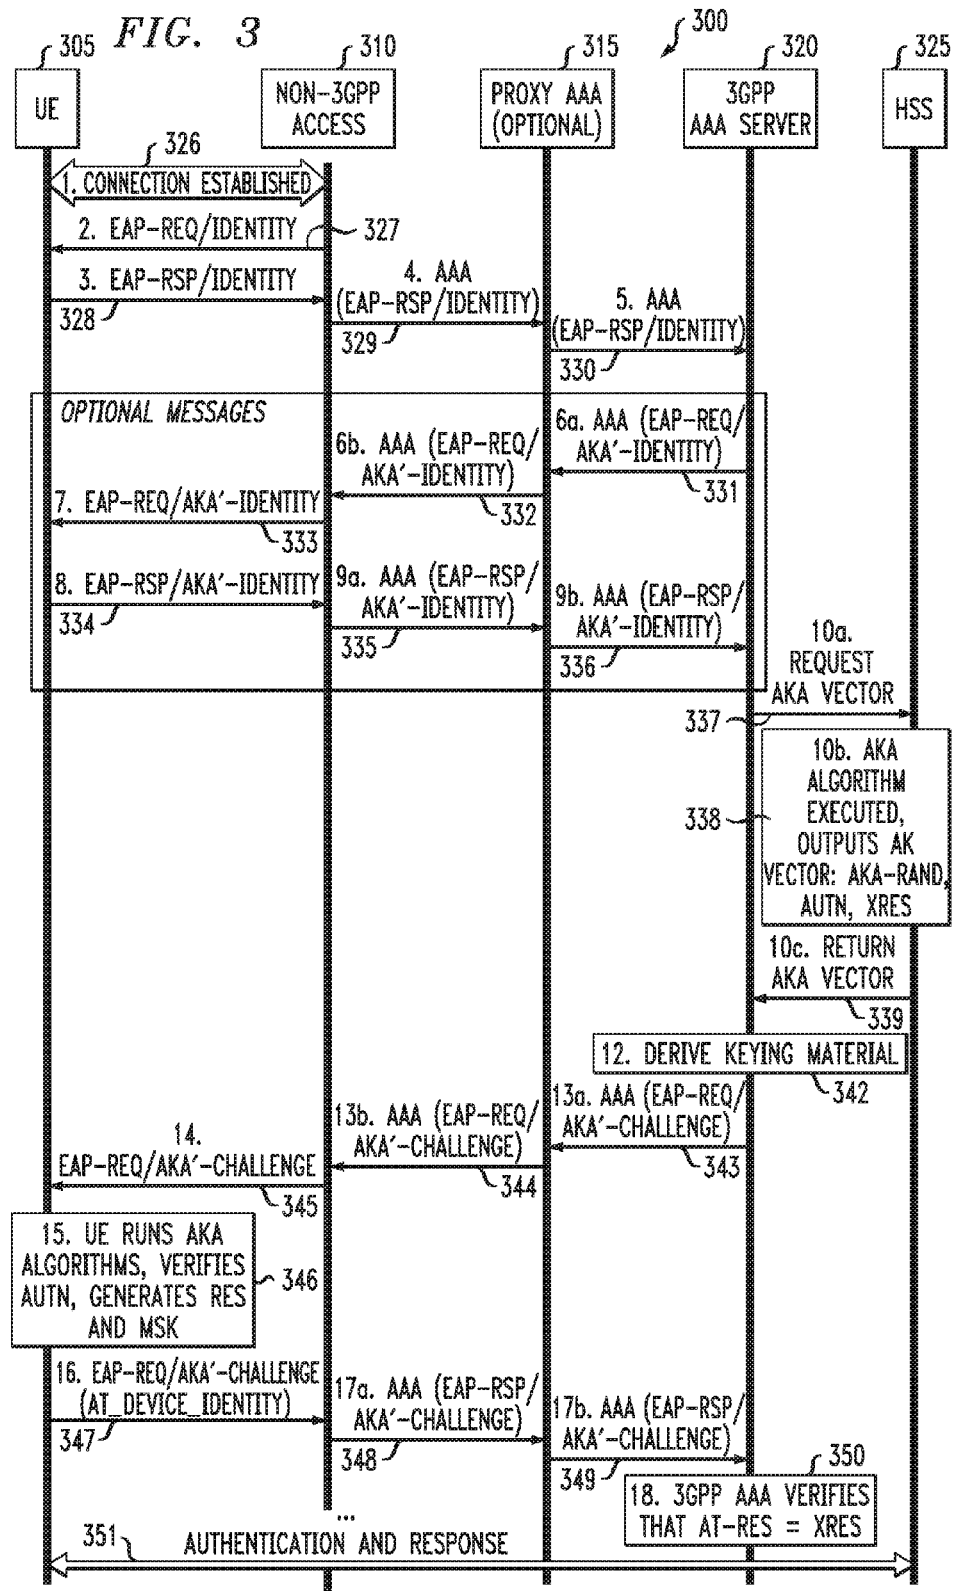 FIG. 3
300
305
310
315
320
325
UE
NON-3GPP
ACCESS
PROXY AAA
(OPTIONAL)
3GPP
AAA SERVER
HSS
326
1. CONNECTION ESTABLISHED
2. EAP-REQ/IDENTITY
327
3. EAP-RSP/IDENTITY
328
4. AAA
(EAP-RSP/IDENTITY)
329
5. AAA
(EAP-RSP/IDENTITY)
330
OPTIONAL MESSAGES
6a. AAA (EAP-REQ/
AKA'-IDENTITY)
331
6b. AAA (EAP-REQ/
AKA'-IDENTITY)
332
7. EAP-REQ/AKA'-IDENTITY
333
8. EAP-RSP/AKA'-IDENTITY
334
9a. AAA (EAP-RSP/
AKA'-IDENTITY)
335
9b. AAA (EAP-RSP/
AKA'-IDENTITY)
336
10a.
REQUEST
AKA VECTOR
337
10b. AKA
ALGORITHM
EXECUTED,
OUTPUTS AK
VECTOR: AKA-RAND,
AUTN, XRES
338
10c. RETURN
AKA VECTOR
339
12. DERIVE KEYING MATERIAL
342
13a. AAA (EAP-REQ/
AKA'-CHALLENGE)
343
13b. AAA (EAP-REQ/
AKA'-CHALLENGE)
344
14.
EAP-REQ/AKA'-CHALLENGE
345
15. UE RUNS AKA
ALGORITHMS, VERIFIES
AUTN, GENERATES RES
AND MSK
346
16. EAP-REQ/AKA'-CHALLENGE
(AT_DEVICE_IDENTITY)
347
17a. AAA (EAP-RSP/
AKA'-CHALLENGE)
348
17b. AAA (EAP-RSP/
AKA'-CHALLENGE)
349
350
18. 3GPP AAA VERIFIES
THAT AT-RES = XRES
...
351
AUTHENTICATION AND RESPONSE